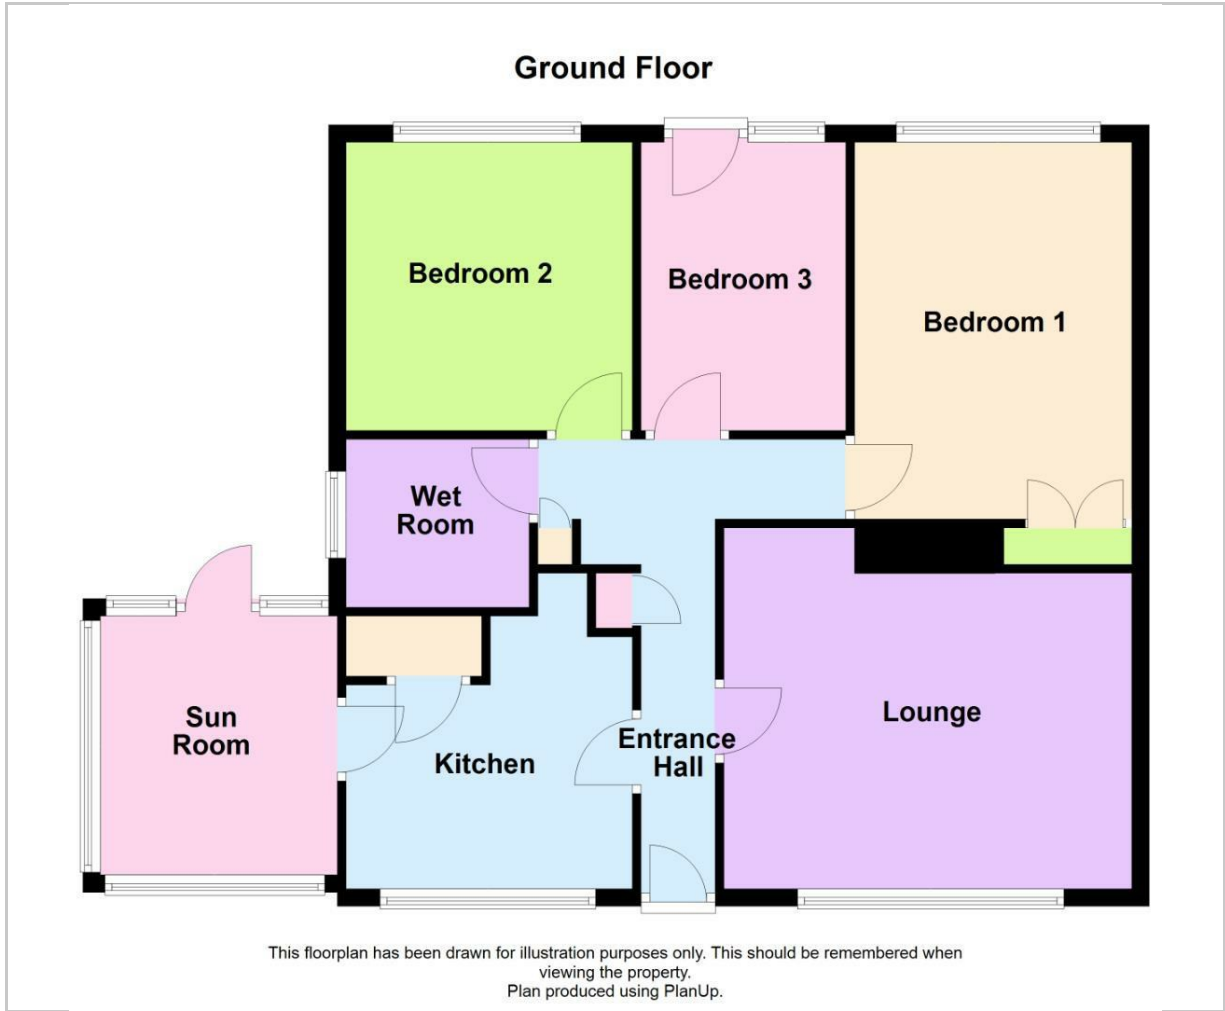 Ground Floor
Bedroom 2
Bedroom 3
Bedroom 1
Wet
Room
Sun
Room
Kitchen
Entrance
Hall
Lounge
This floorplan has been drawn for illustration purposes only. This should be remembered when
viewing the property.
Plan produced using PlanUp.